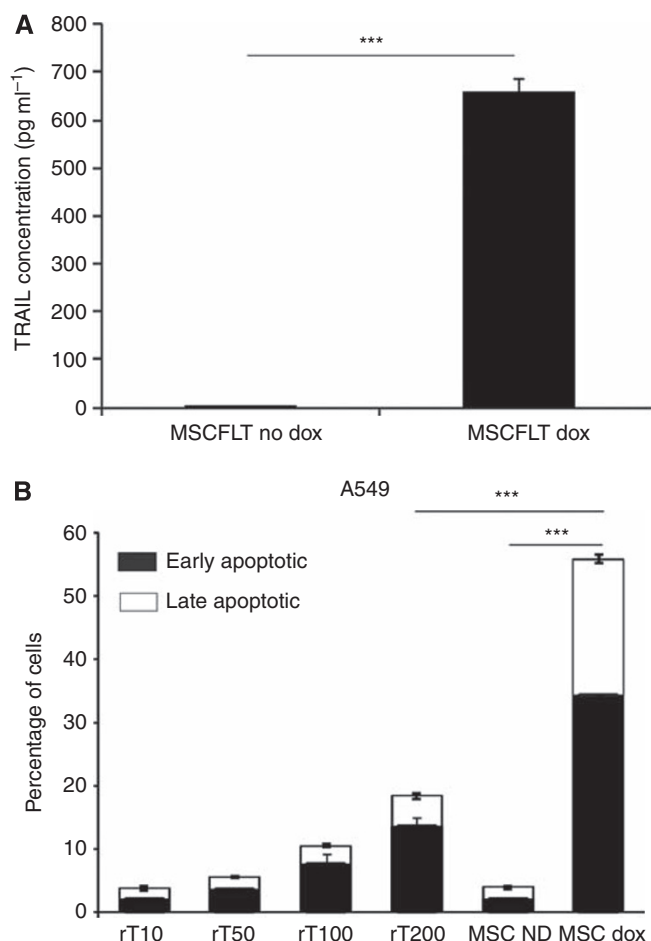 A
TRAIL concentration (pg ml⁻¹)
800
700
600
500
400
300
200
100
0
***
MSCFLT no dox
MSCFLT dox
B
A549
Percentage of cells
60
50
40
30
20
10
0
Early apoptotic
Late apoptotic
***
***
rT10 rT50 rT100 rT200 MSC ND MSC dox